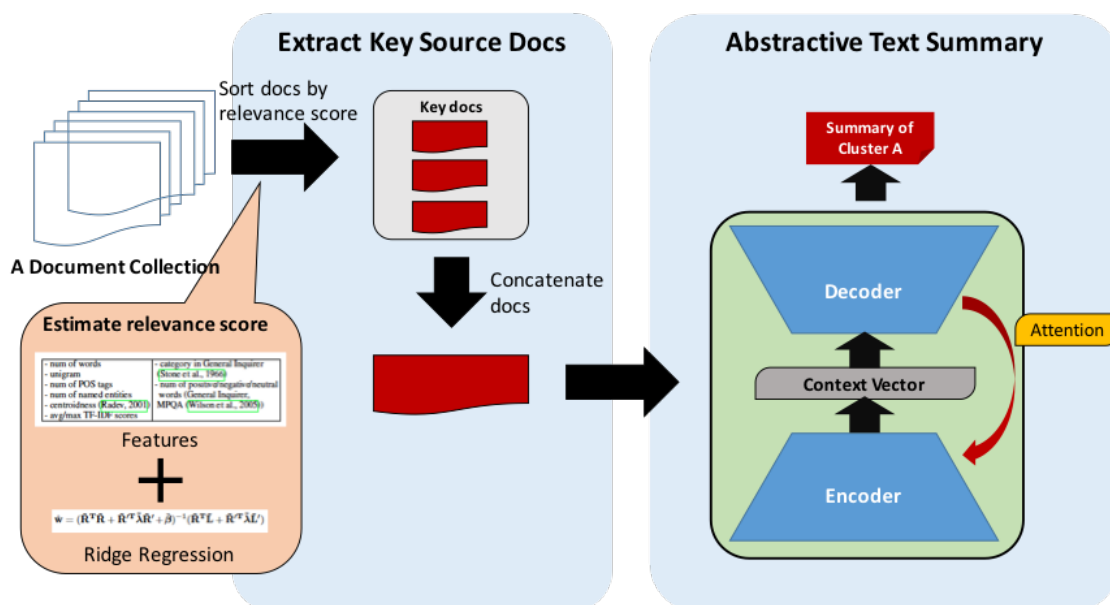 Extract Key Source Docs
Abstractive Text Summary
Sort docs by
relevance score
Key docs
Summary of
Cluster A
A Document Collection
Concatenate
docs
Decoder
Attention
Context Vector
Encoder
Estimate relevance score
- num of words
- unigram
- num of POS tags
- num of named entities
- centroidness (Radev, 2001)
- avg/max TF-IDF scores
- category in General Inquirer
(Stone et al., 1966)
- num of positive/negative/neutral
words (General Inquirer,
MPQA (Wilson et al., 2005))
Features
+
Ridge Regression